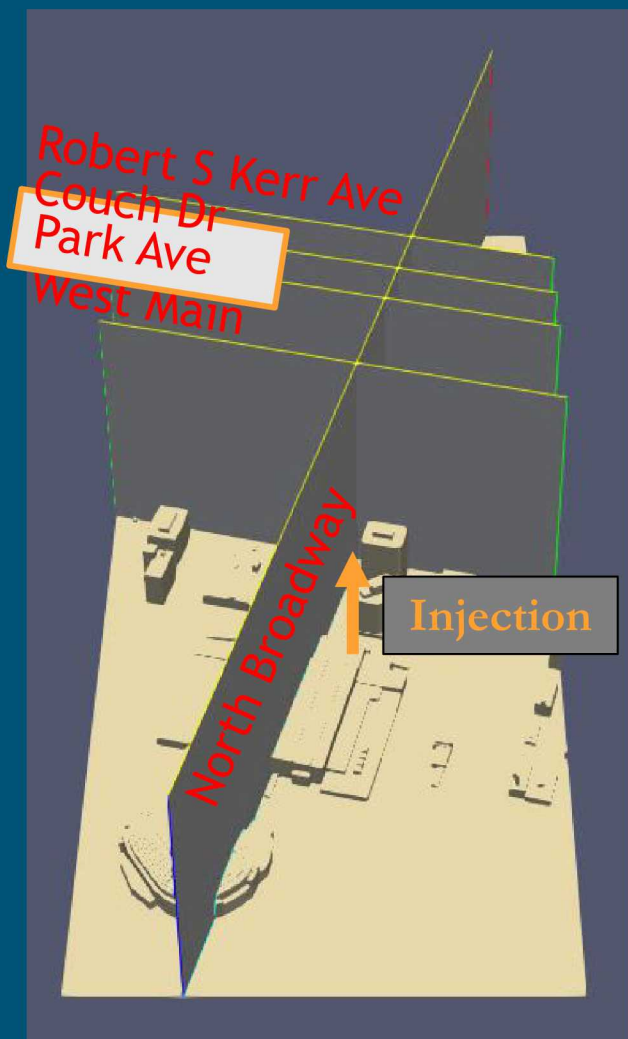 Robert S Kerr Ave
Couch Dr
Park Ave
West Main
North Broadway
Injection